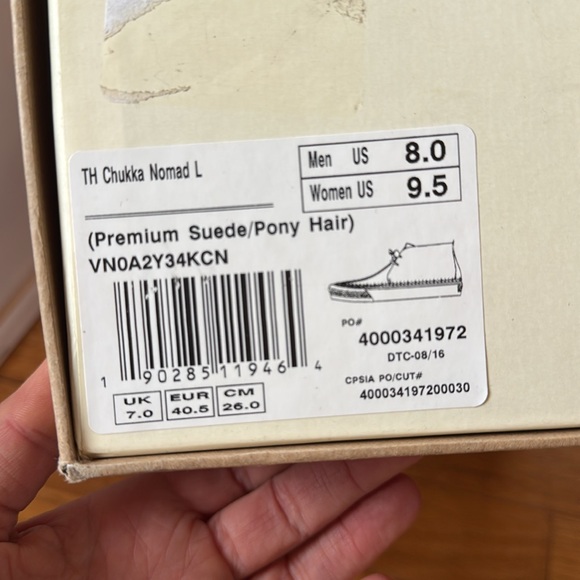 TH Chukka Nomad L
Men US 8.0
Women US 9.5
(Premium Suede/Pony Hair)
VN0A2Y34KCN
PO#
4000341972
DTC-08/16
CPSIA PO/CUT#
400034197200030
1 90285 11946 4
UK 7.0
EUR 40.5
CM 26.0